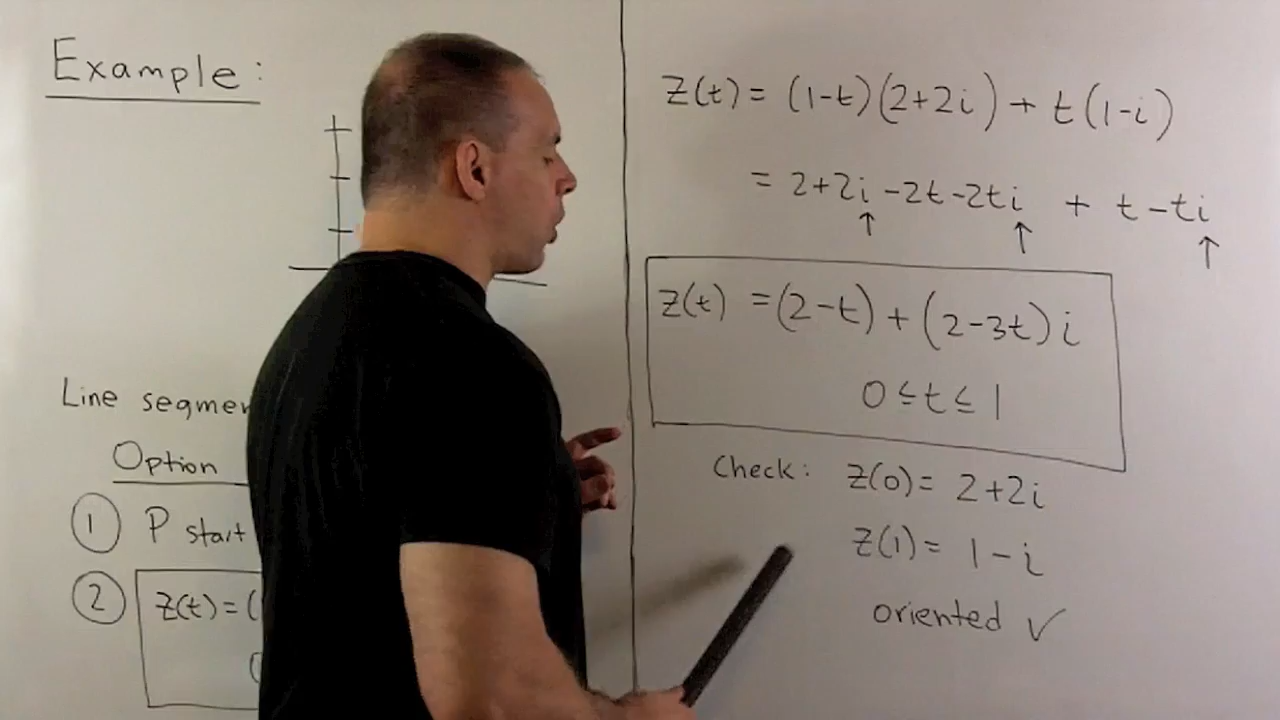 Example:
Line
Option
1 P start
2 Z(t)=(
Z(t) = (1-t)(2+2i) + t(1-i)
= 2+2i -2t -2ti + t -ti
↑ ↑ ↑
Z(t) = (2-t) + (2-3t)i
0 ≤ t ≤ 1
Check: Z(0) = 2+2i
Z(1) = 1-i
oriented ✓